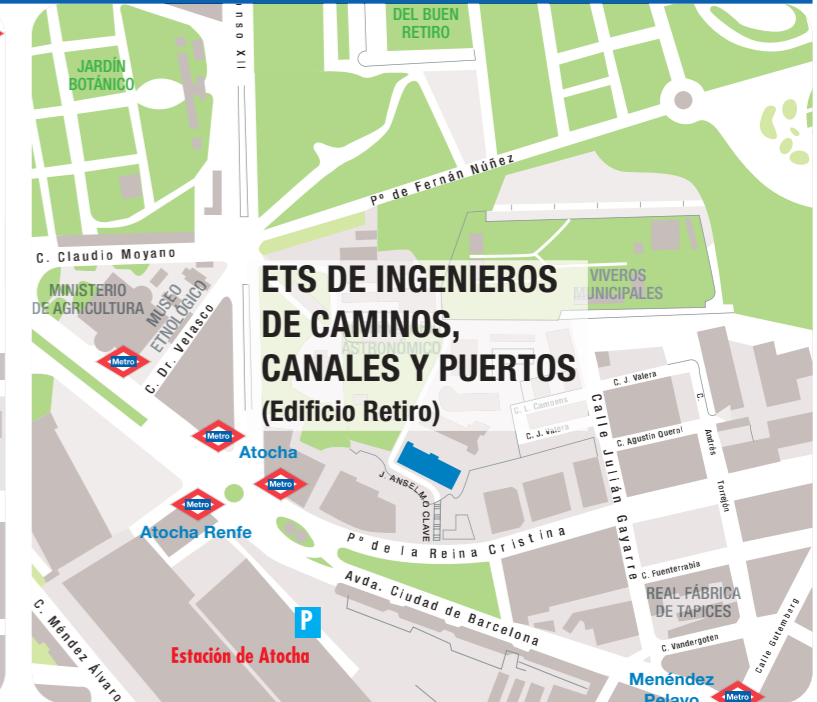 onso XII
DEL BUEN
RETIRO
JARDÍN
BOTÁNICO
Pº de Fernán Núñez
C. Claudio Moyano
MINISTERIO
DE AGRICULTURA
MUSEO
ETNOLÓGICO
C. Dr. Velasco
VIVEROS
MUNICIPALES
ETS DE INGENIEROS
DE CAMINOS,
ASTRONÓMICO
CANALES Y PUERTOS
(Edificio Retiro)
Metro
Metro
Atocha
Metro
Metro
Atocha Renfe
C. J. Valera
C. L. Camoens
C. J. Valera
C. Agustín Querol
C. Andrés Torrejón
Calle Julián Gayarre
J. ANSELMO CLAVE
Pº de la Reina Cristina
C. Fuenterrabia
REAL FÁBRICA
DE TAPICES
Avda. Ciudad de Barcelona
C. Vandergoten
Calle Gutemberg
C. Méndez Álvaro
P
Estación de Atocha
Menéndez
Pelayo
Metro